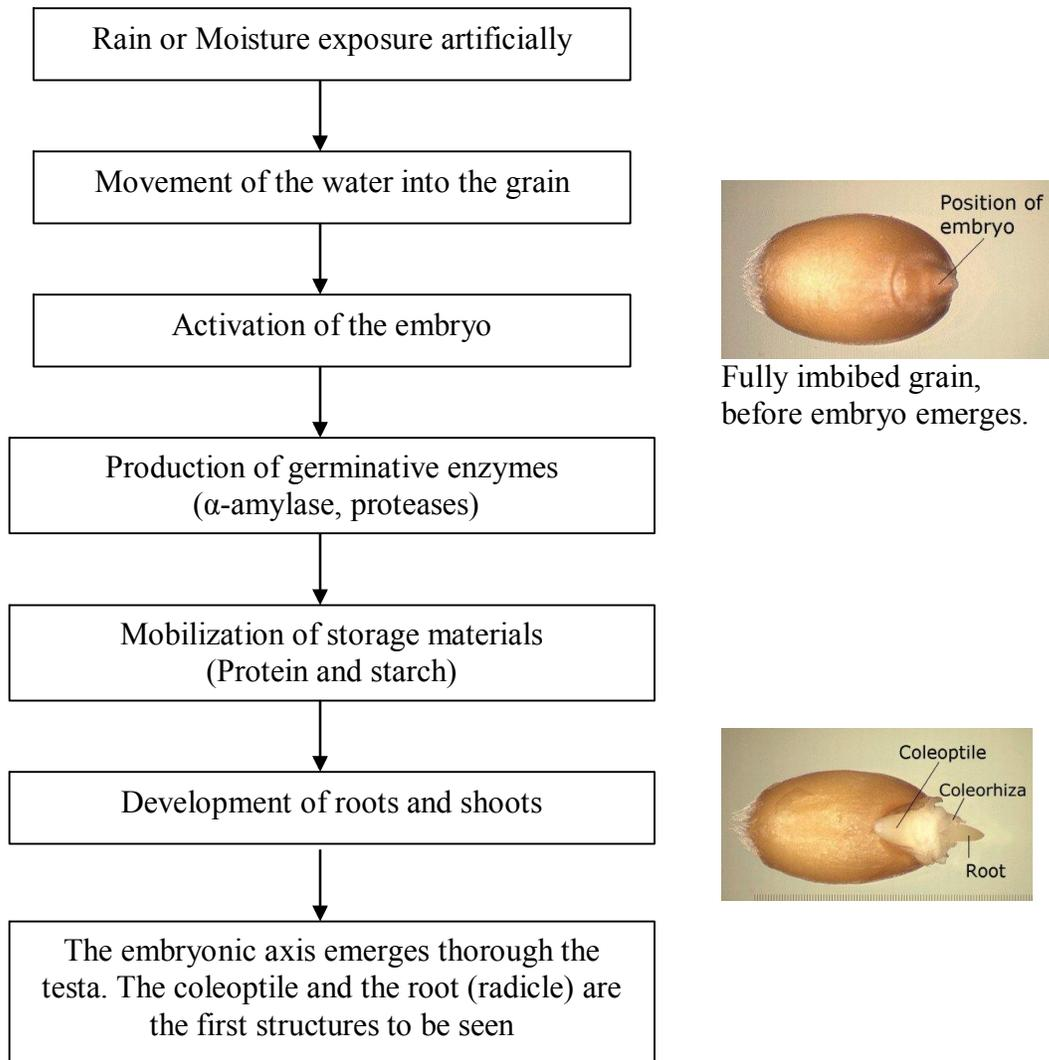 Rain or Moisture exposure artificially
Movement of the water into the grain
Activation of the embryo
Production of germinative enzymes
(α-amylase, proteases)
Mobilization of storage materials
(Protein and starch)
Development of roots and shoots
The embryonic axis emerges thorough the
testa. The coleoptile and the root (radicle) are
the first structures to be seen
Position of
embryo
Fully imbibed grain,
before embryo emerges.
Coleoptile
Coleorhiza
Root